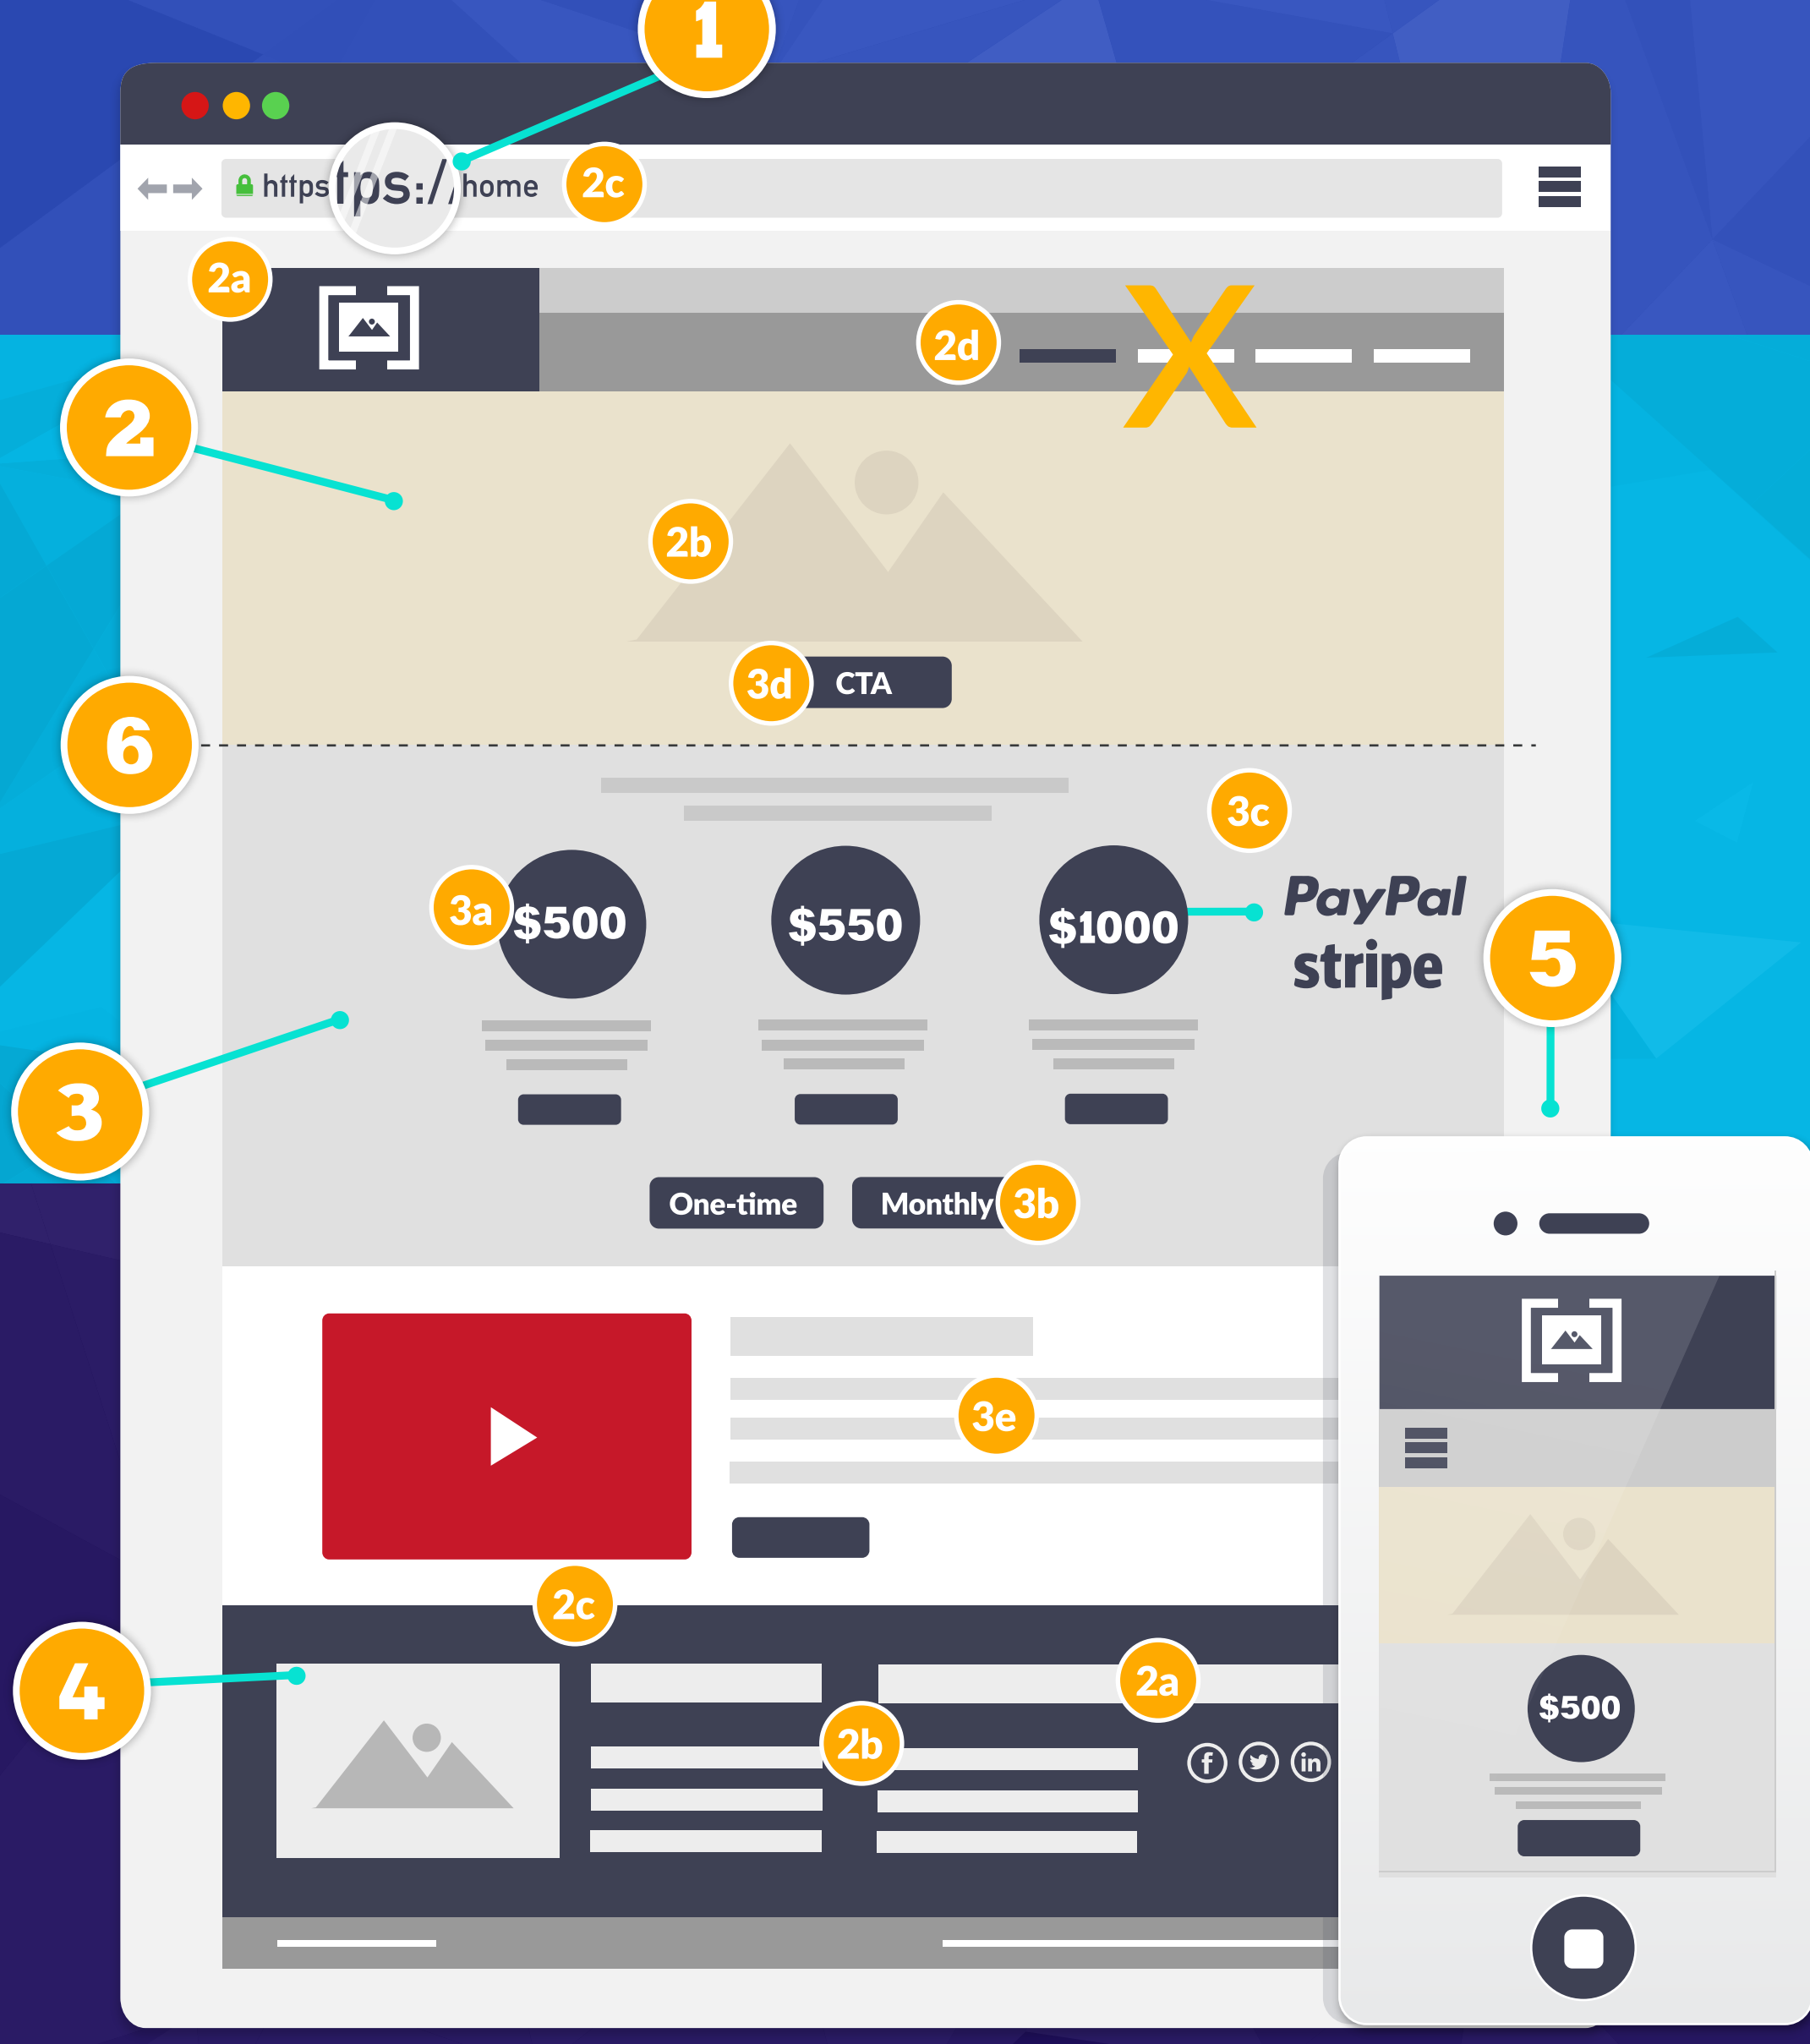 1
https
tps://
home
2c
2a
2d
X
2
2b
3d
CTA
6
3c
3a
$500
$550
$1000
PayPal
stripe
5
3
One-time
Monthly
3b
3e
2c
4
2a
2b
f
in
$500